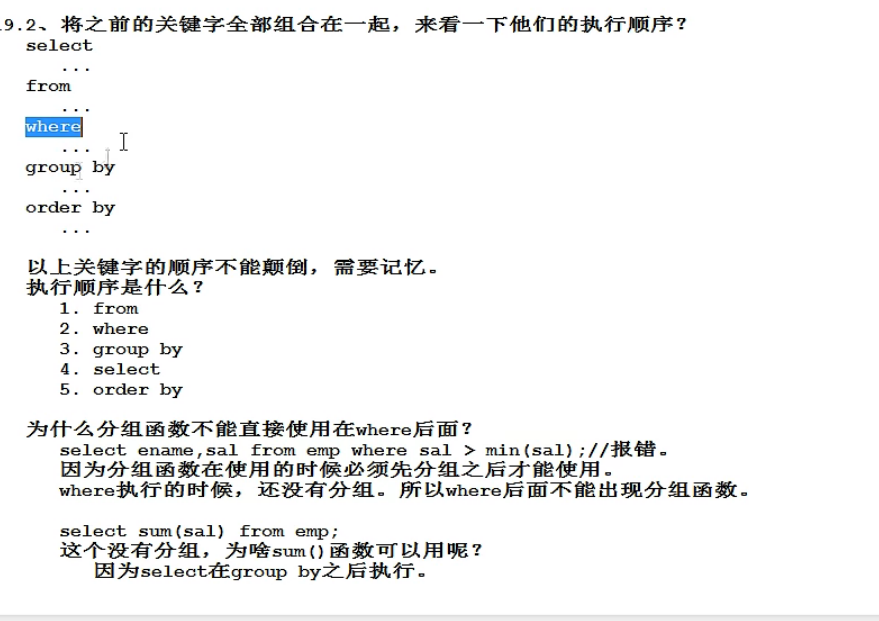 19.2、将之前的关键字全部组合在一起，来看一下他们的执行顺序？
select
...
from
...
where
...
group by
...
order by
...
以上关键字的顺序不能颠倒，需要记忆。
执行顺序是什么？
1. from
2. where
3. group by
4. select
5. order by
为什么分组函数不能直接使用在where后面？
select ename,sal from emp where sal > min(sal);//报错。
因为分组函数在使用的时候必须先分组之后才能使用。
where执行的时候，还没有分组。所以where后面不能出现分组函数。
select sum(sal) from emp;
这个没有分组，为啥sum()函数可以用呢？
因为select在group by之后执行。